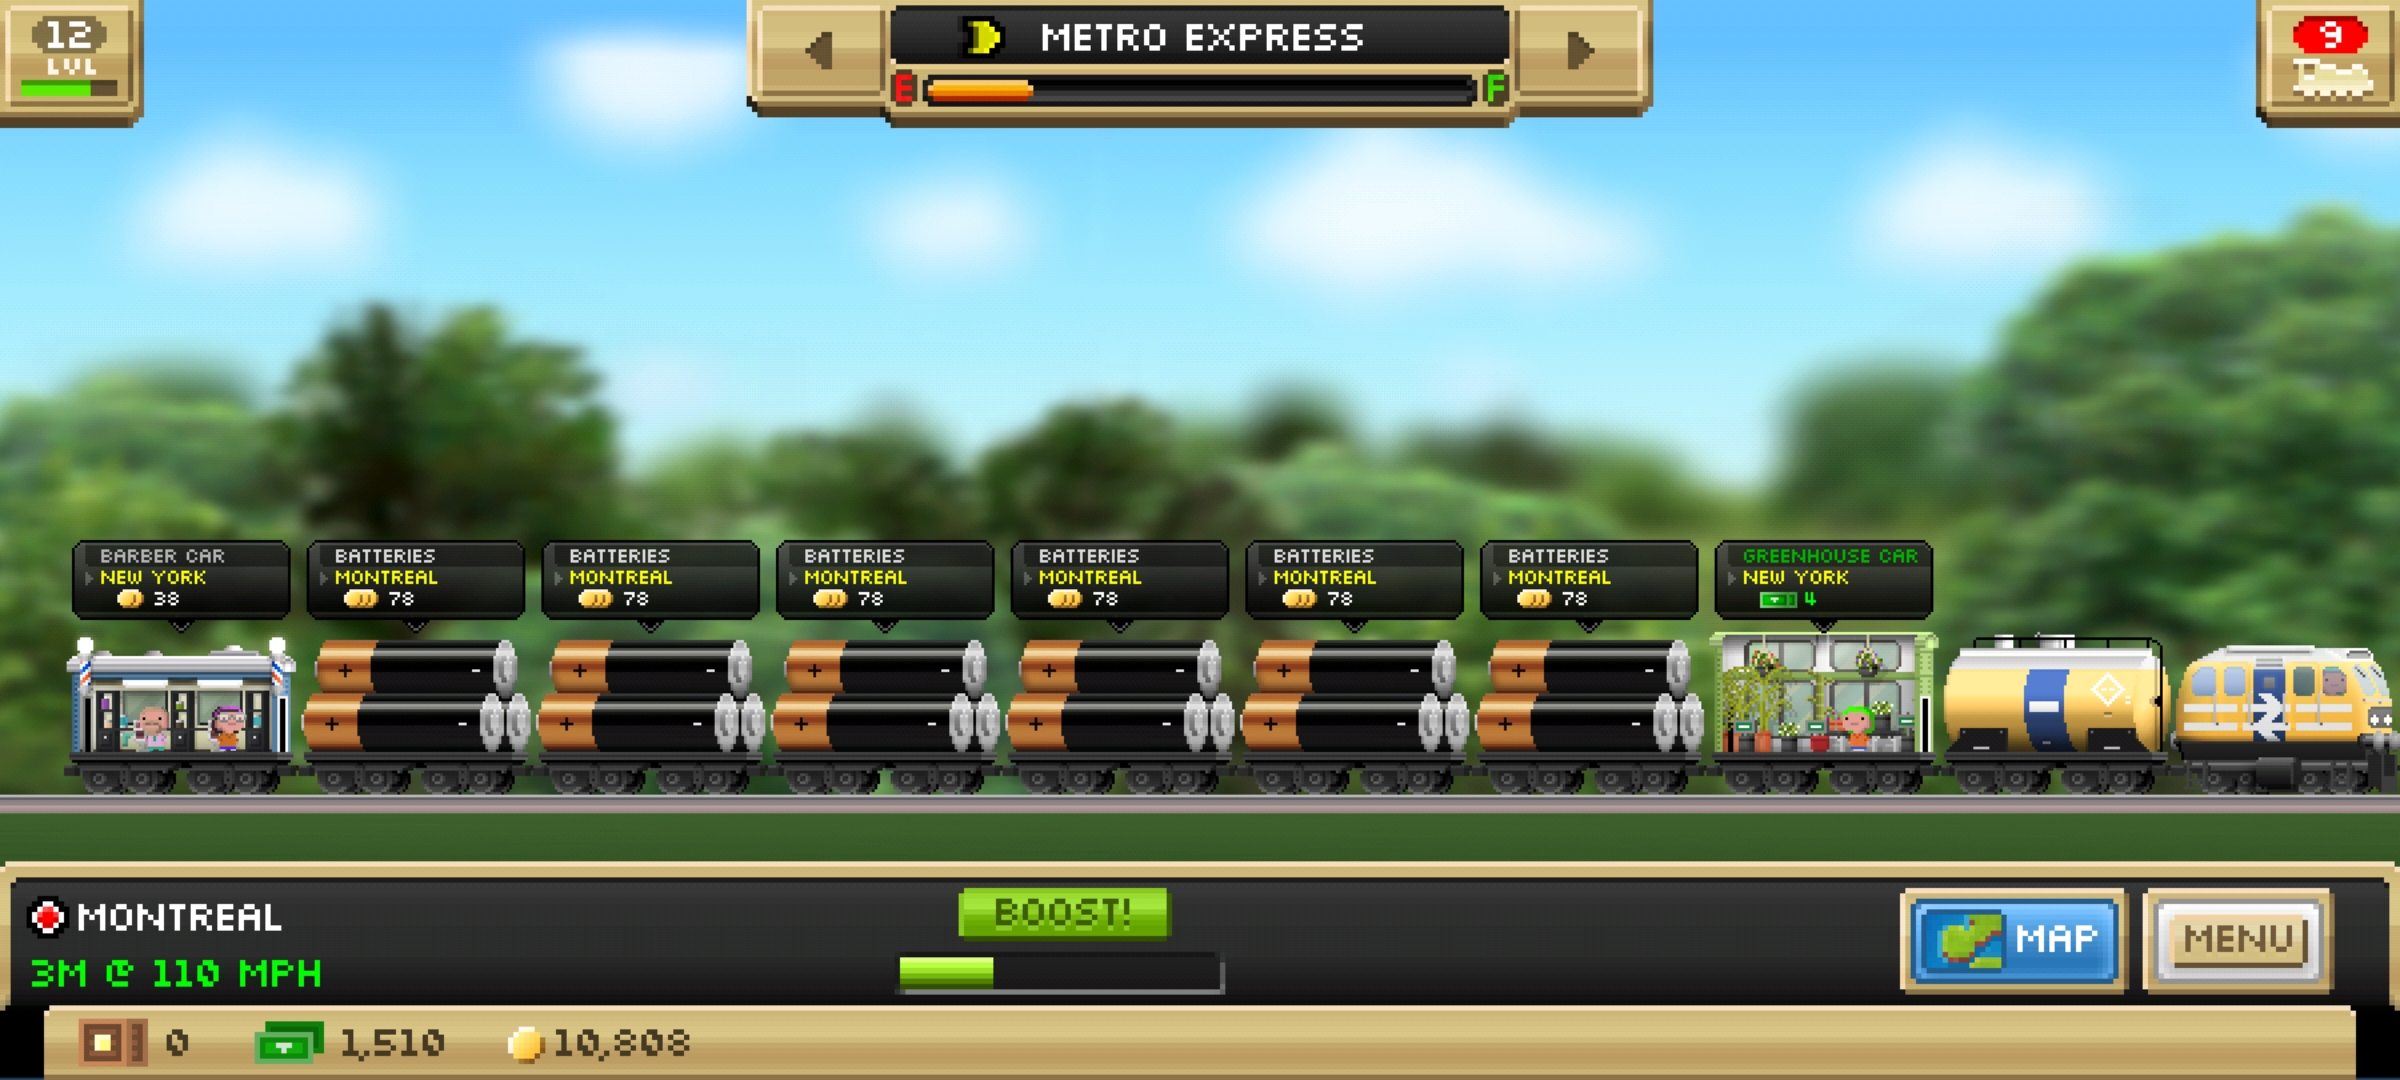 12
LVL
METRO EXPRESS
E F
9
BARBER CAR
NEW YORK
38
BATTERIES
MONTREAL
78
BATTERIES
MONTREAL
78
BATTERIES
MONTREAL
78
BATTERIES
MONTREAL
78
BATTERIES
MONTREAL
78
BATTERIES
MONTREAL
78
GREENHOUSE CAR
NEW YORK
4
MONTREAL
3M @ 110 MPH
BOOST!
MAP
MENU
0
1,510
10,808